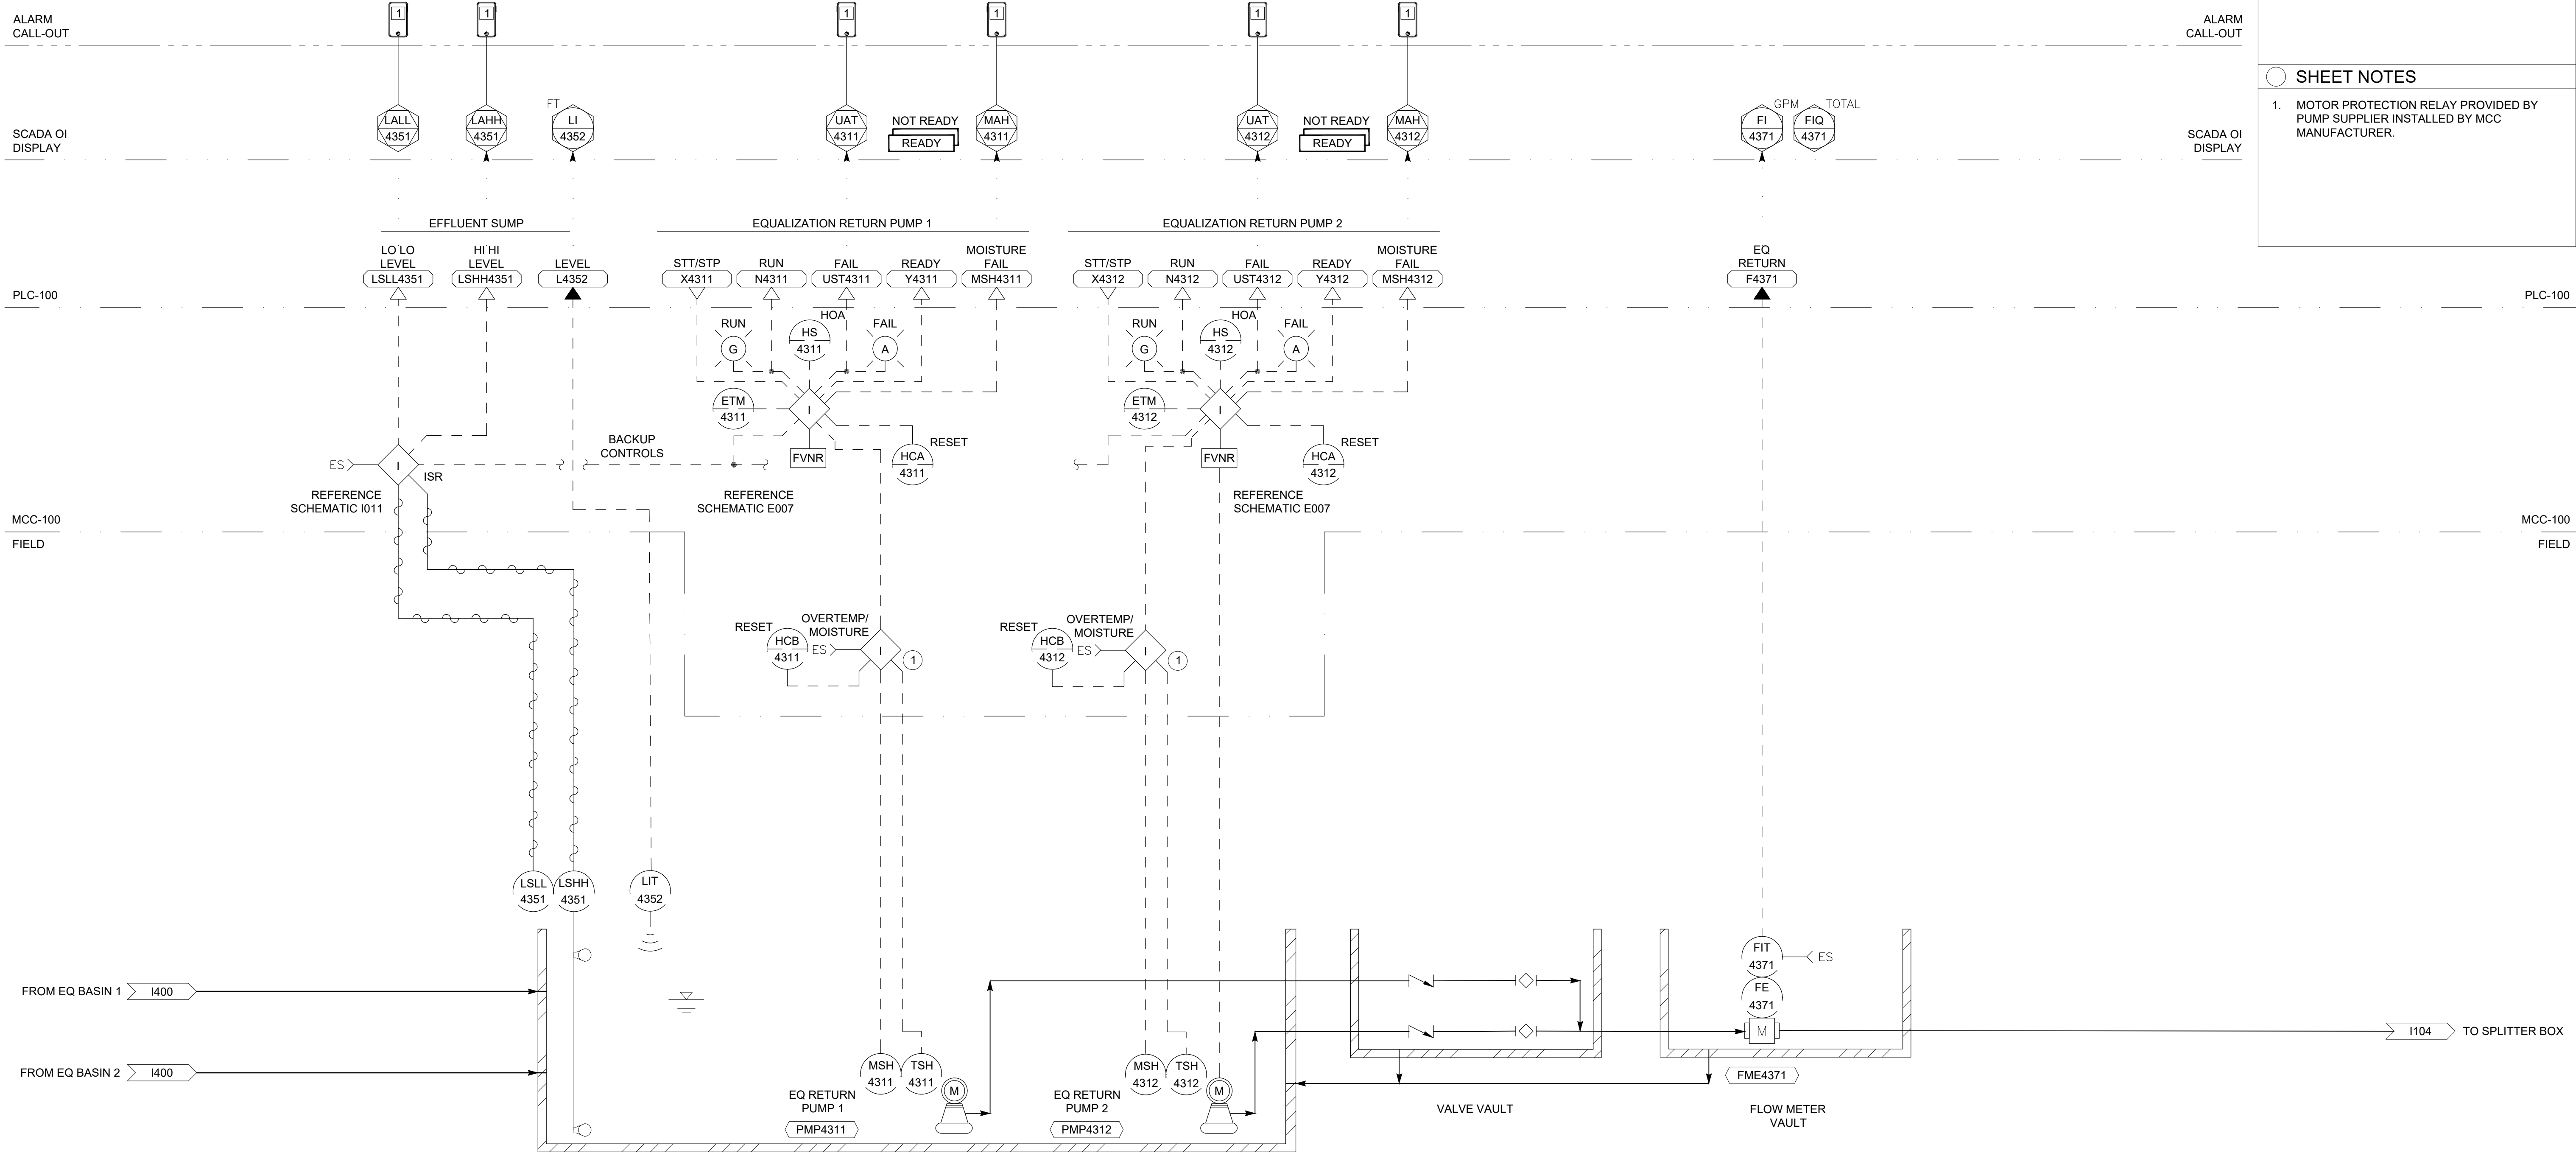 ALARM
CALL-OUT
1
1
1
1
1
1
ALARM
CALL-OUT
SHEET NOTES
1. MOTOR PROTECTION RELAY PROVIDED BY
PUMP SUPPLIER INSTALLED BY MCC
MANUFACTURER.
SCADA OI
DISPLAY
LALL
4351
LAHH
4351
FT
LI
4352
UAT
4311
NOT READY
READY
MAH
4311
UAT
4312
NOT READY
READY
MAH
4312
FI
4371
GPM
FIQ
4371
TOTAL
SCADA OI
DISPLAY
EFFLUENT SUMP
EQUALIZATION RETURN PUMP 1
EQUALIZATION RETURN PUMP 2
LO LO
LEVEL
LSLL4351
HI HI
LEVEL
LSHH4351
LEVEL
L4352
STT/STP
X4311
RUN
N4311
FAIL
UST4311
READY
Y4311
MOISTURE
FAIL
MSH4311
STT/STP
X4312
RUN
N4312
FAIL
UST4312
READY
Y4312
MOISTURE
FAIL
MSH4312
EQ
RETURN
F4371
PLC-100
PLC-100
RUN
G
HOA
HS
4311
FAIL
A
ETM
4311
I
FVNR
RESET
HCA
4311
REFERENCE
SCHEMATIC E007
RUN
G
HOA
HS
4312
FAIL
A
ETM
4312
I
FVNR
RESET
HCA
4312
REFERENCE
SCHEMATIC E007
BACKUP
CONTROLS
ES
I
ISR
REFERENCE
SCHEMATIC I011
MCC-100
FIELD
MCC-100
FIELD
RESET
HCB
4311
OVERTEMP/
MOISTURE
ES
I
1
RESET
HCB
4312
OVERTEMP/
MOISTURE
ES
I
1
LSLL
4351
LSHH
4351
LIT
4352
FIT
4371
ES
FE
4371
M
FROM EQ BASIN 1
I400
FROM EQ BASIN 2
I400
I104
TO SPLITTER BOX
MSH
4311
TSH
4311
M
EQ RETURN
PUMP 1
PMP4311
MSH
4312
TSH
4312
M
EQ RETURN
PUMP 2
PMP4312
VALVE VAULT
FME4371
FLOW METER
VAULT